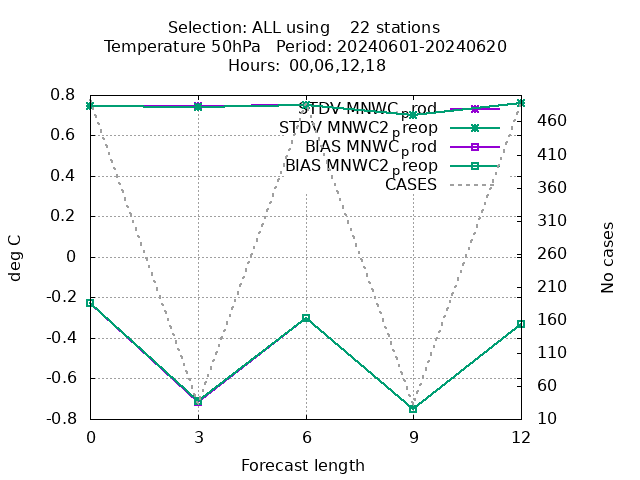 Selection: ALL using    22 stations
Temperature 50hPa   Period: 20240601-20240620
Hours: 00,06,12,18
0.8
0.6
0.4
0.2
0
-0.2
-0.4
-0.6
-0.8
deg C
STDV MNWC_prod
STDV MNWC2_preop
BIAS MNWC_prod
BIAS MNWC2_preop
CASES
460
410
360
310
260
210
160
110
60
10
No cases
0
3
6
9
12
Forecast length